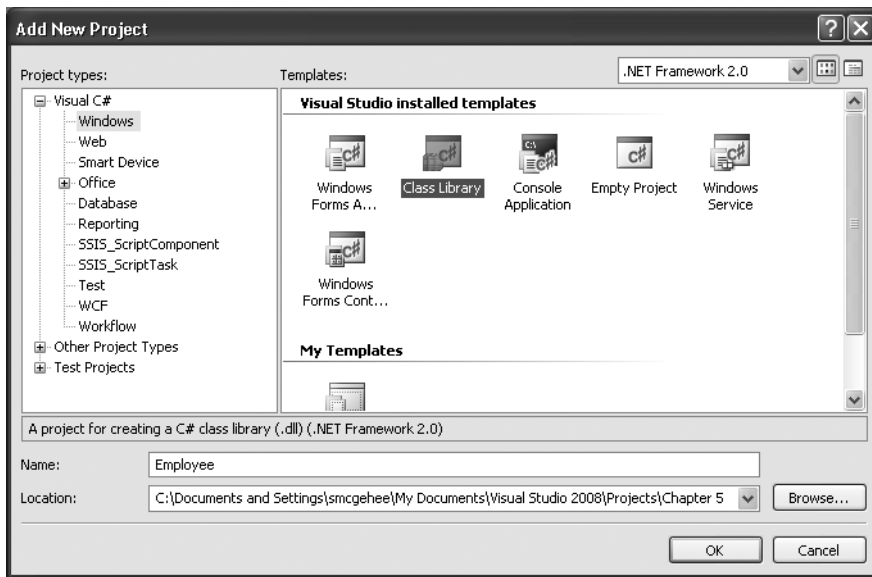 Add New Project
Project types:
Templates:
.NET Framework 2.0
Visual C#
Windows
Web
Smart Device
Office
Database
Reporting
SSIS_ScriptComponent
SSIS_ScriptTask
Test
WCF
Workflow
Other Project Types
Test Projects
Visual Studio installed templates
Windows
Forms A...
Class Library
Console
Application
Empty Project
Windows
Service
Windows
Forms Cont...
My Templates
A project for creating a C# class library (.dll) (.NET Framework 2.0)
Name:
Employee
Location:
C:\Documents and Settings\smcgehee\My Documents\Visual Studio 2008\Projects\Chapter 5
Browse...
OK
Cancel